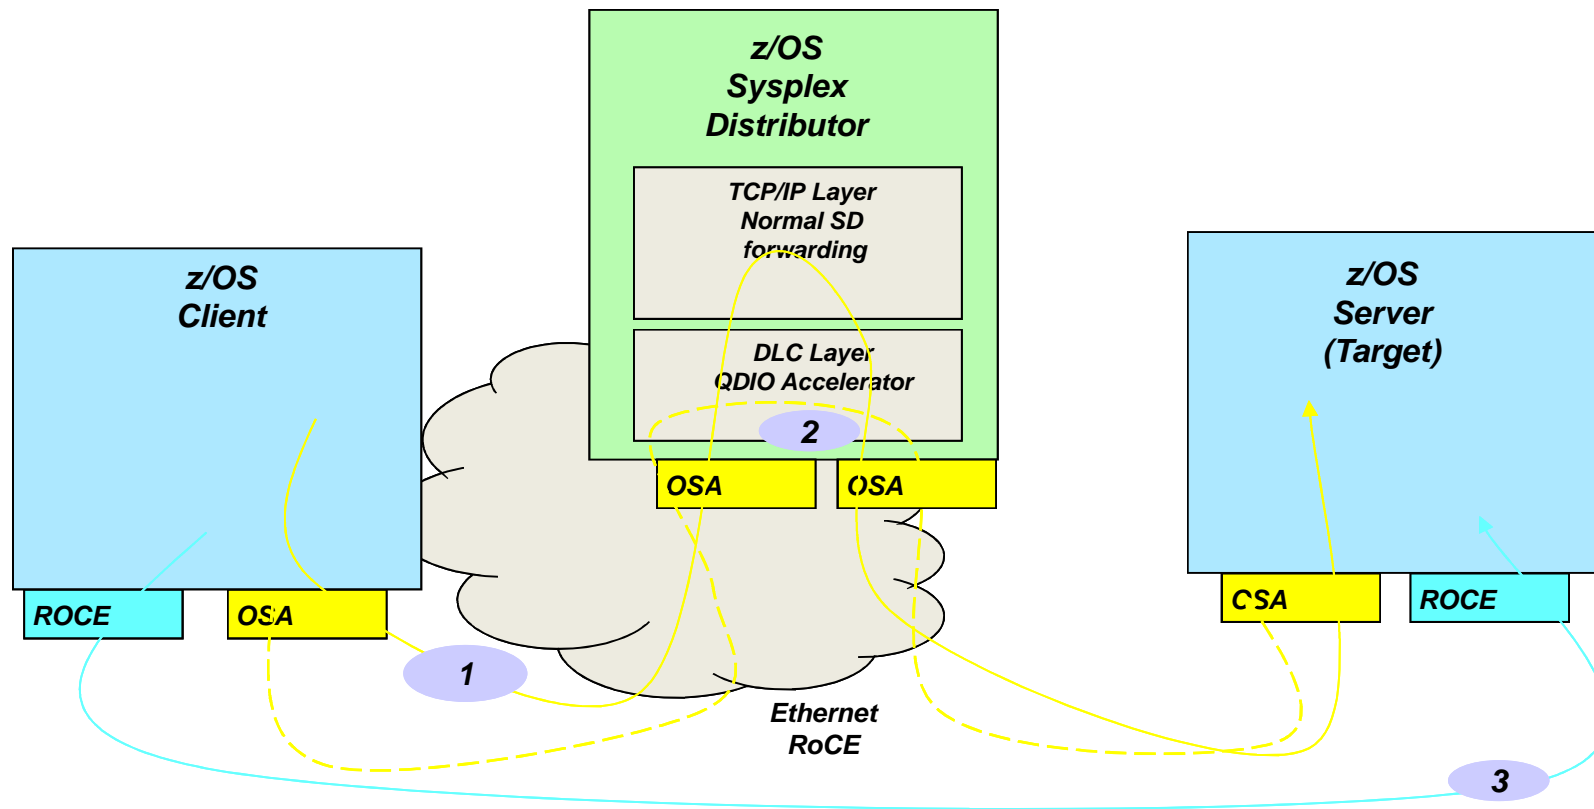 z/OS
Sysplex
Distributor
TCP/IP Layer
Normal SD
forwarding
DLC Layer
QDIO Accelerator
2
OSA
OSA
z/OS
Client
ROCE
OSA
1
z/OS
Server
(Target)
OSA
ROCE
Ethernet
RoCE
3